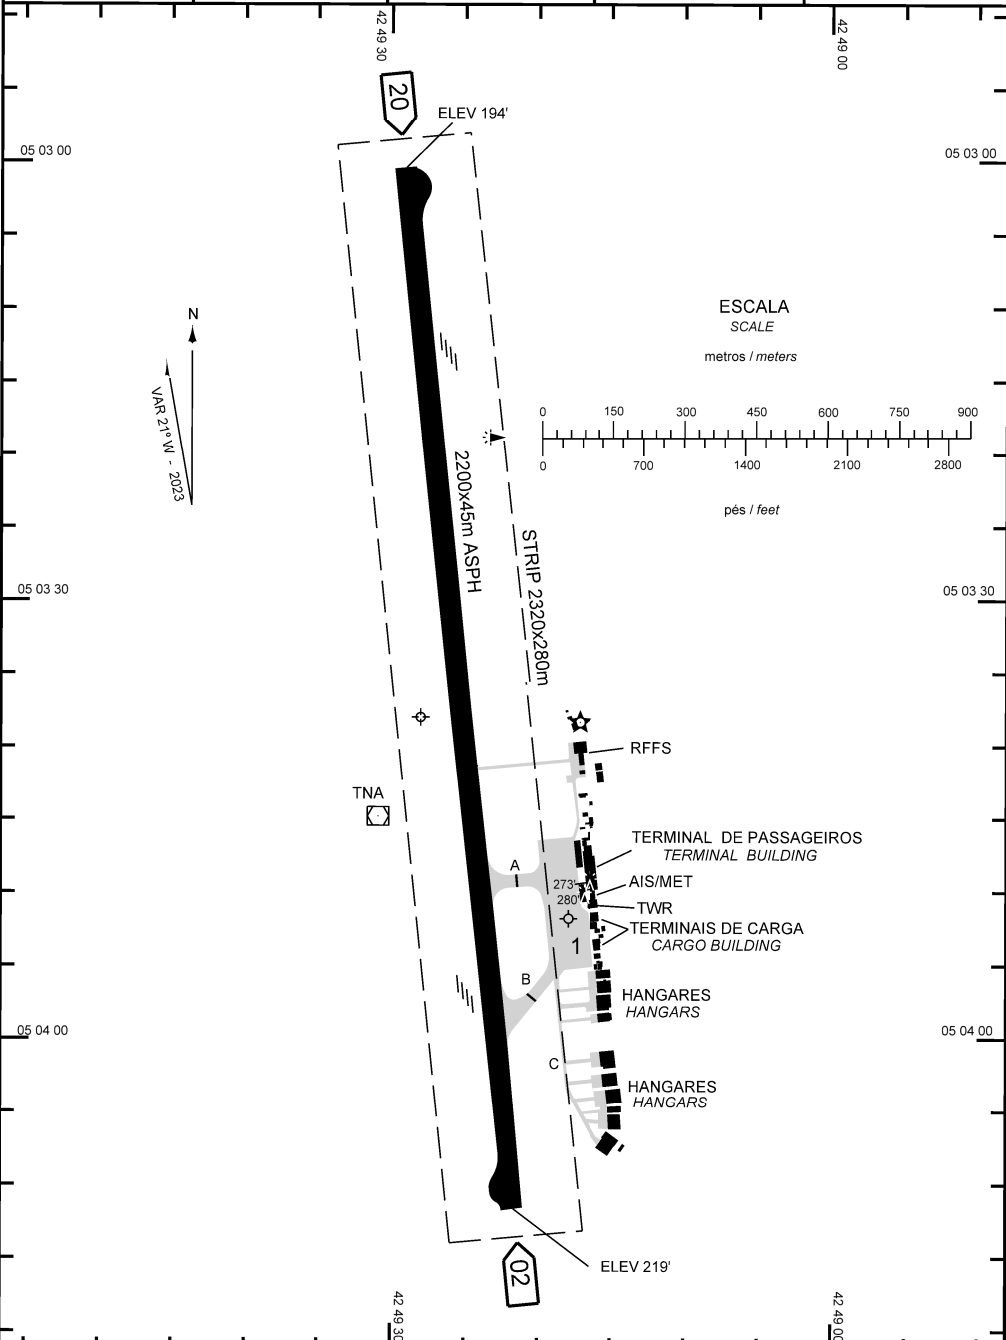 42 49 30
42 49 00
20
ELEV 194'
05 03 00
05 03 00
N
VAR 21° W - 2023
ESCALA
SCALE
metros / meters
0 150 300 450 600 750 900
0 700 1400 2100 2800
pés / feet
2200x45m ASPH
STRIP 2320x280m
05 03 30
05 03 30
RFFS
TNA
TERMINAL DE PASSAGEIROS
TERMINAL BUILDING
A
273'
AIS/MET
280'
TWR
TERMINAIS DE CARGA
CARGO BUILDING
1
B
HANGARES
HANGARS
05 04 00
05 04 00
C
HANGARES
HANGARS
ELEV 219'
02
42 49 30
42 49 00